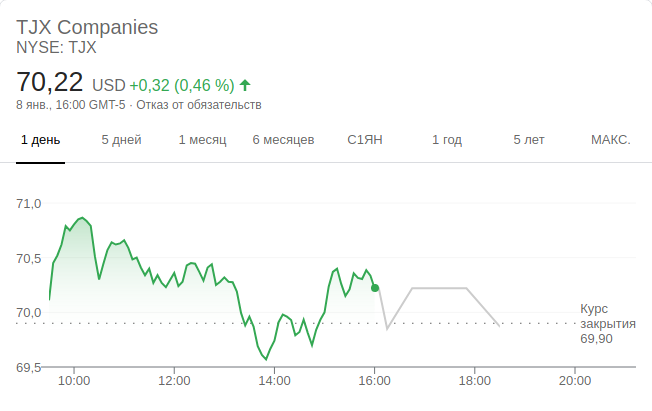 TJX Companies
NYSE: TJX
70,22 USD +0,32 (0,46 %)
8 янв., 16:00 GMT-5 · Отказ от обязательств
1 день 5 дней 1 месяц 6 месяцев С1ЯН 1 год 5 лет МАКС.
71,0
70,5
70,0
69,5
Курс
закрытия
69,90
10:00 12:00 14:00 16:00 18:00 20:00